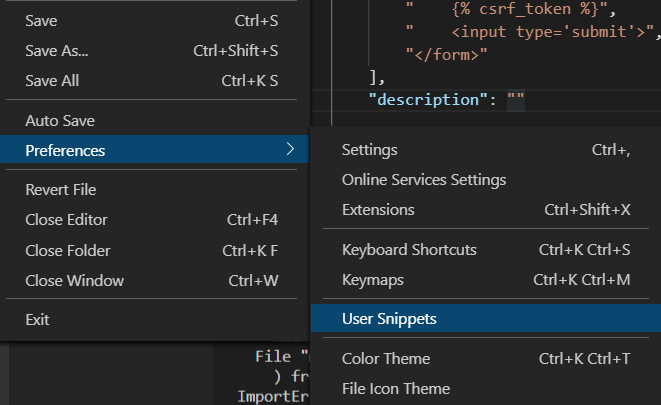 Save Ctrl+S
Save As... Ctrl+Shift+S
Save All Ctrl+K S
Auto Save
Preferences
Revert File
Close Editor Ctrl+F4
Close Folder Ctrl+K F
Close Window Ctrl+W
Exit
" {% csrf_token %}",
" <input type='submit'>",
"</form>"
],
"description": ""
Settings Ctrl+,
Online Services Settings
Extensions Ctrl+Shift+X
Keyboard Shortcuts Ctrl+K Ctrl+S
Keymaps Ctrl+K Ctrl+M
User Snippets
Color Theme Ctrl+K Ctrl+T
File Icon Theme
File "
) fr
ImportEr